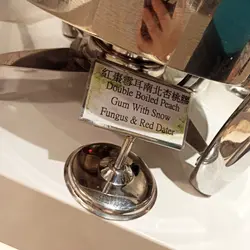 紅棗雪耳南北杏桃膠
Double Boiled Peach
Gum With Snow
Fungus & Red Dates